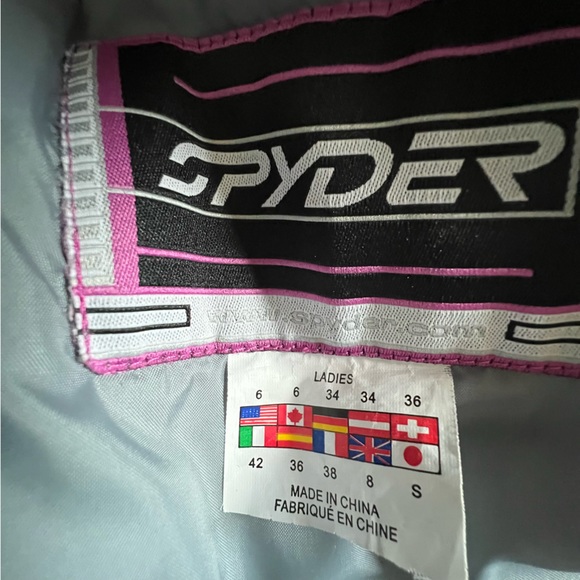 SPYDER
www.spyder.com
LADIES
6 6 34 34 36
42 36 38 8 S
MADE IN CHINA
FABRIQUÉ EN CHINE